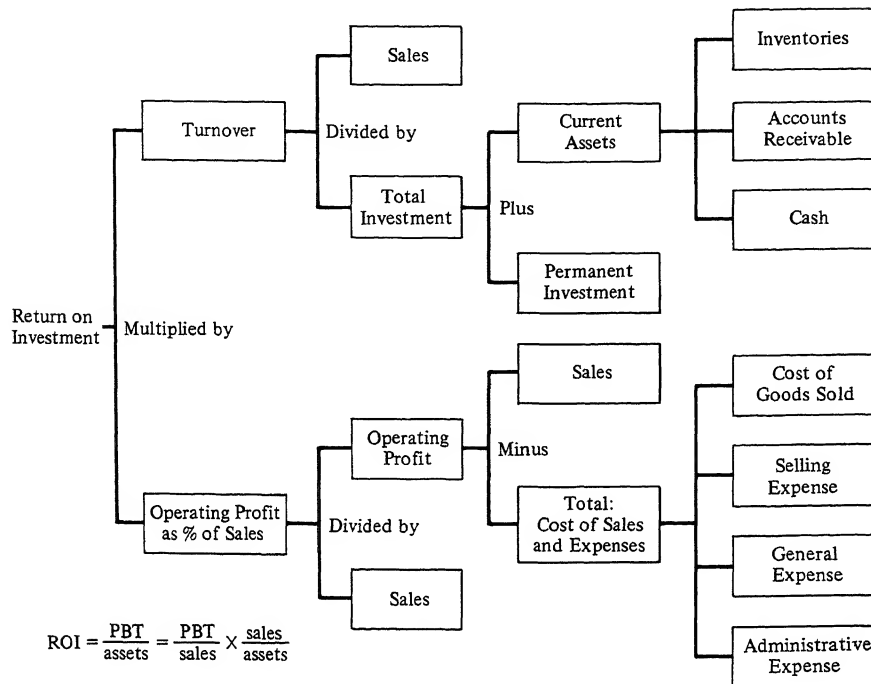 Sales
Inventories
Turnover
Divided by
Current
Assets
Accounts
Receivable
Total
Investment
Plus
Cash
Permanent
Investment
Return on
Investment
Multiplied by
Sales
Cost of
Goods Sold
Operating
Profit
Minus
Selling
Expense
Operating Profit
as % of Sales
Divided by
Total:
Cost of Sales
and Expenses
General
Expense
Sales
Administrative
Expense
ROI = PBT/assets = PBT/sales × sales/assets